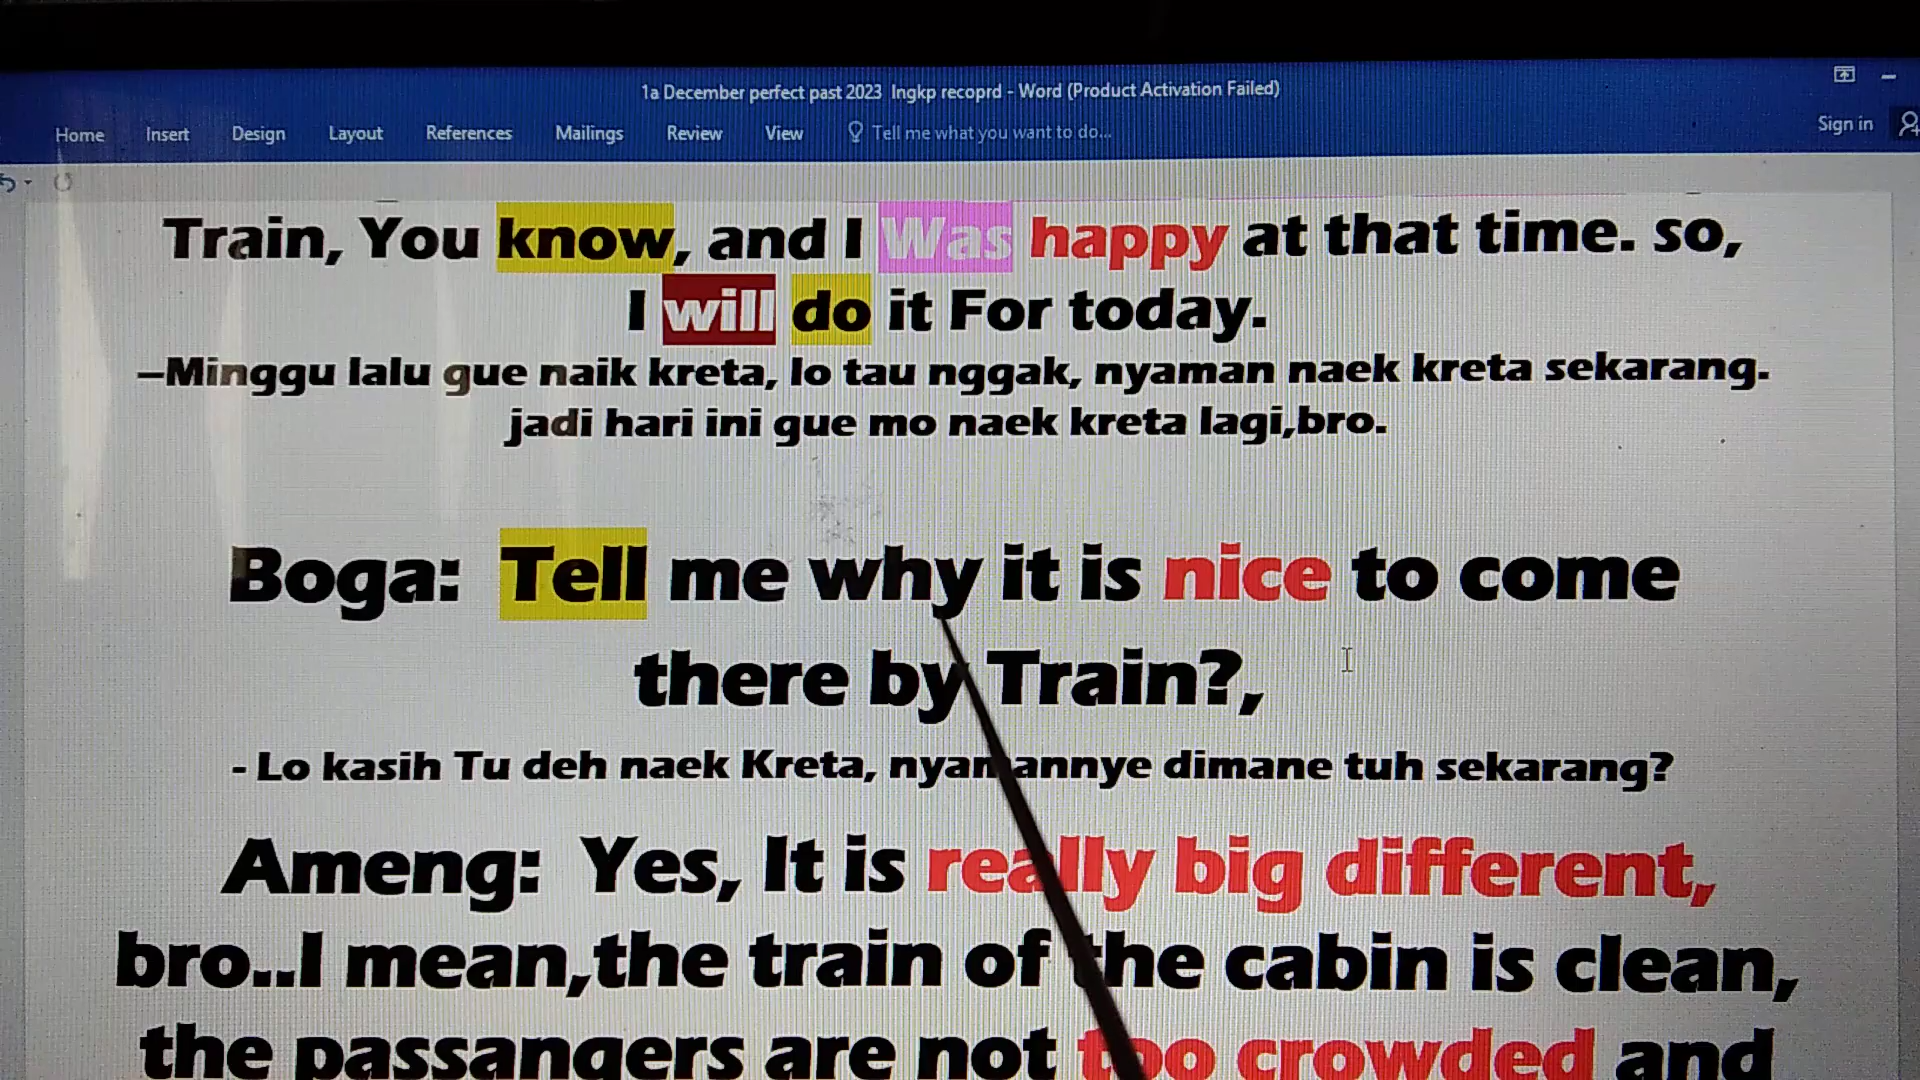 1a December perfect past 2023 Ingkp recoprd - Word (Product Activation Failed)
Home Insert Design Layout References Mailings Review View Tell me what you want to do... Sign in
Train, You know, and I Was happy at that time. so,
I will do it For today.
–Minggu lalu gue naik kreta, lo tau nggak, nyaman naek kreta sekarang.
jadi hari ini gue mo naek kreta lagi,bro.
Boga: Tell me why it is nice to come
there by Train?,
- Lo kasih Tu deh naek Kreta, nyamannye dimane tuh sekarang?
Ameng: Yes, It is really big different,
bro..I mean,the train of the cabin is clean,
the passangers are not too crowded and